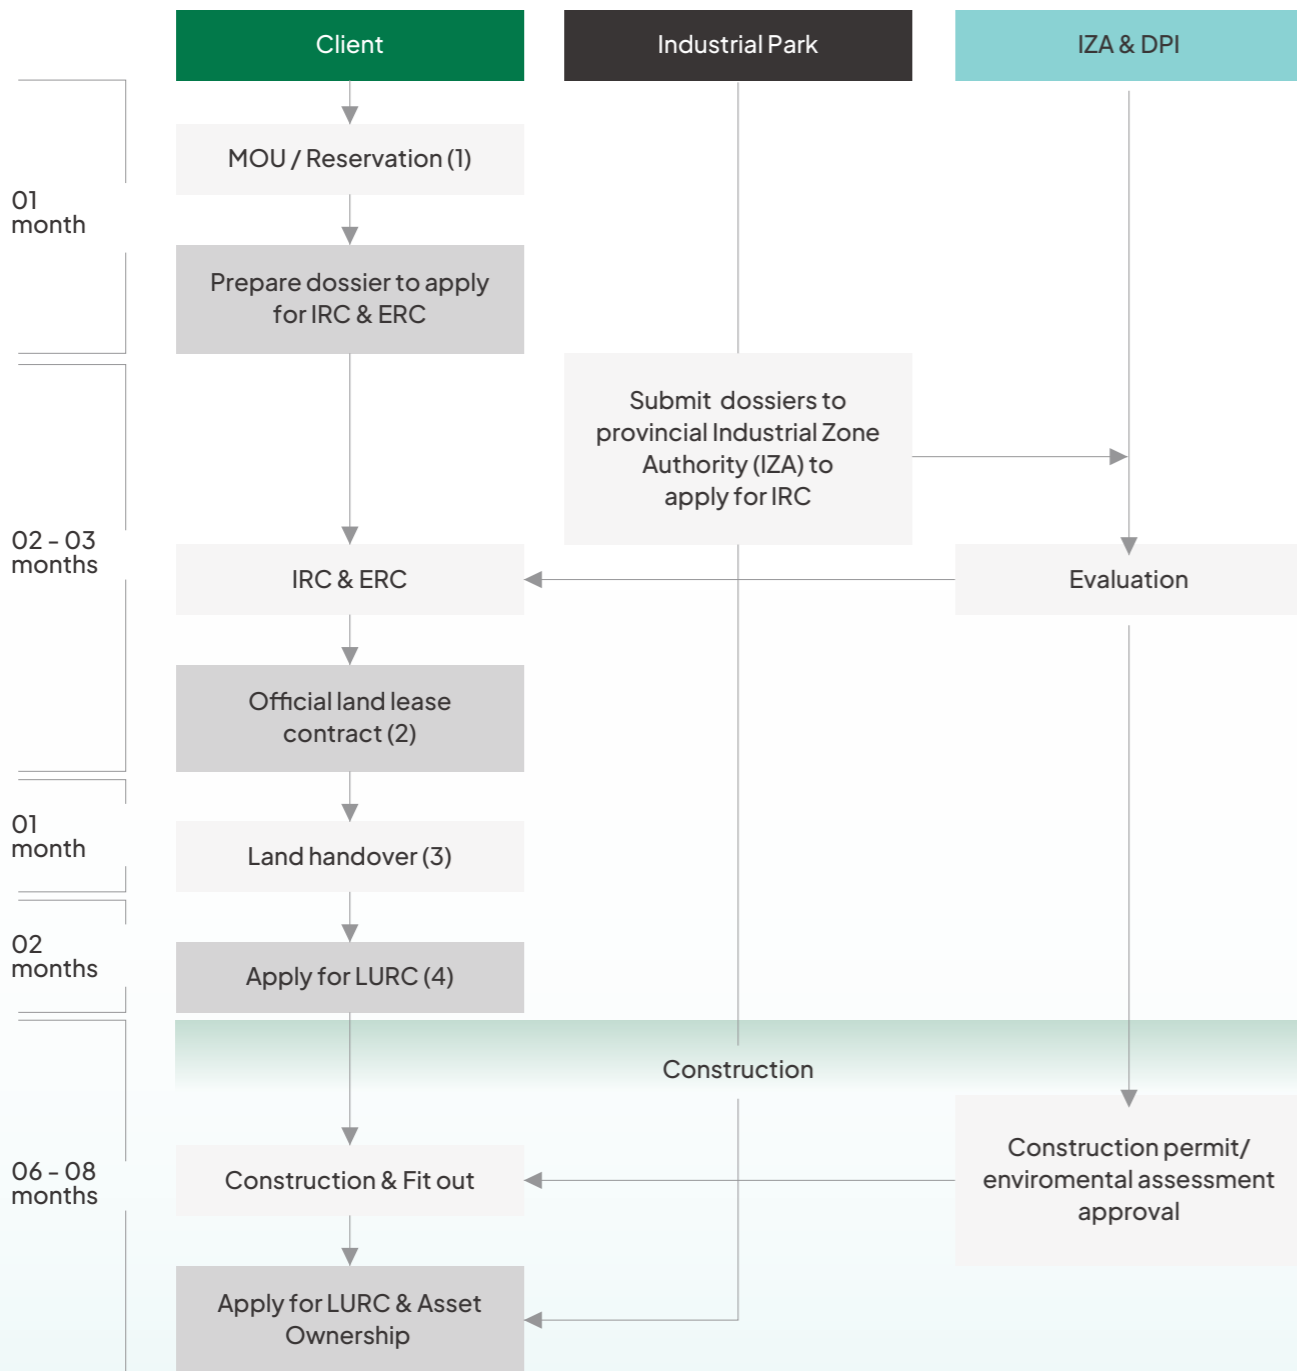 Client
Industrial Park
IZA & DPI
01
month
MOU / Reservation (1)
Prepare dossier to apply
for IRC & ERC
02 - 03
months
Submit dossiers to
provincial Industrial Zone
Authority (IZA) to
apply for IRC
IRC & ERC
Evaluation
Official land lease
contract (2)
01
month
Land handover (3)
02
months
Apply for LURC (4)
Construction
06 - 08
months
Construction & Fit out
Construction permit/
enviromental assessment
approval
Apply for LURC & Asset
Ownership